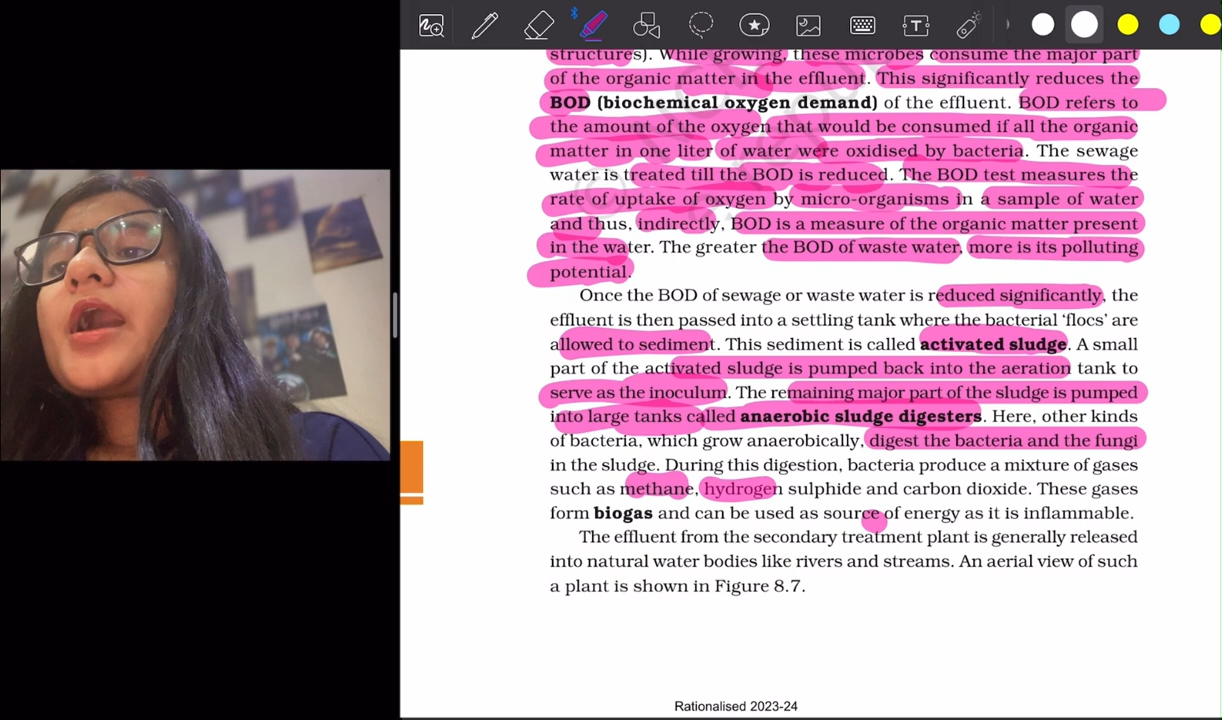 structures). While growing, these microbes consume the major part
of the organic matter in the effluent. This significantly reduces the
BOD (biochemical oxygen demand) of the effluent. BOD refers to
the amount of the oxygen that would be consumed if all the organic
matter in one liter of water were oxidised by bacteria. The sewage
water is treated till the BOD is reduced. The BOD test measures the
rate of uptake of oxygen by micro-organisms in a sample of water
and thus, indirectly, BOD is a measure of the organic matter present
in the water. The greater the BOD of waste water, more is its polluting
potential.
Once the BOD of sewage or waste water is reduced significantly, the
effluent is then passed into a settling tank where the bacterial ‘flocs’ are
allowed to sediment. This sediment is called activated sludge. A small
part of the activated sludge is pumped back into the aeration tank to
serve as the inoculum. The remaining major part of the sludge is pumped
into large tanks called anaerobic sludge digesters. Here, other kinds
of bacteria, which grow anaerobically, digest the bacteria and the fungi
in the sludge. During this digestion, bacteria produce a mixture of gases
such as methane, hydrogen sulphide and carbon dioxide. These gases
form biogas and can be used as source of energy as it is inflammable.
The effluent from the secondary treatment plant is generally released
into natural water bodies like rivers and streams. An aerial view of such
a plant is shown in Figure 8.7.
Rationalised 2023-24